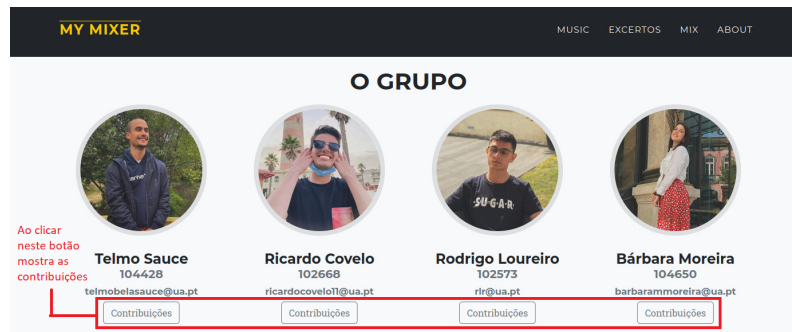 MY MIXER
MUSIC EXCERTOS MIX ABOUT
O GRUPO
SUGAR
Ao clicar
neste botão
mostra as
contribuições
Telmo Sauce
104428
telmobelasauce@ua.pt
Contribuições
Ricardo Covelo
102668
ricardocovelo11@ua.pt
Contribuições
Rodrigo Loureiro
102573
rlr@ua.pt
Contribuições
Bárbara Moreira
104650
barbarammoreira@ua.pt
Contribuições